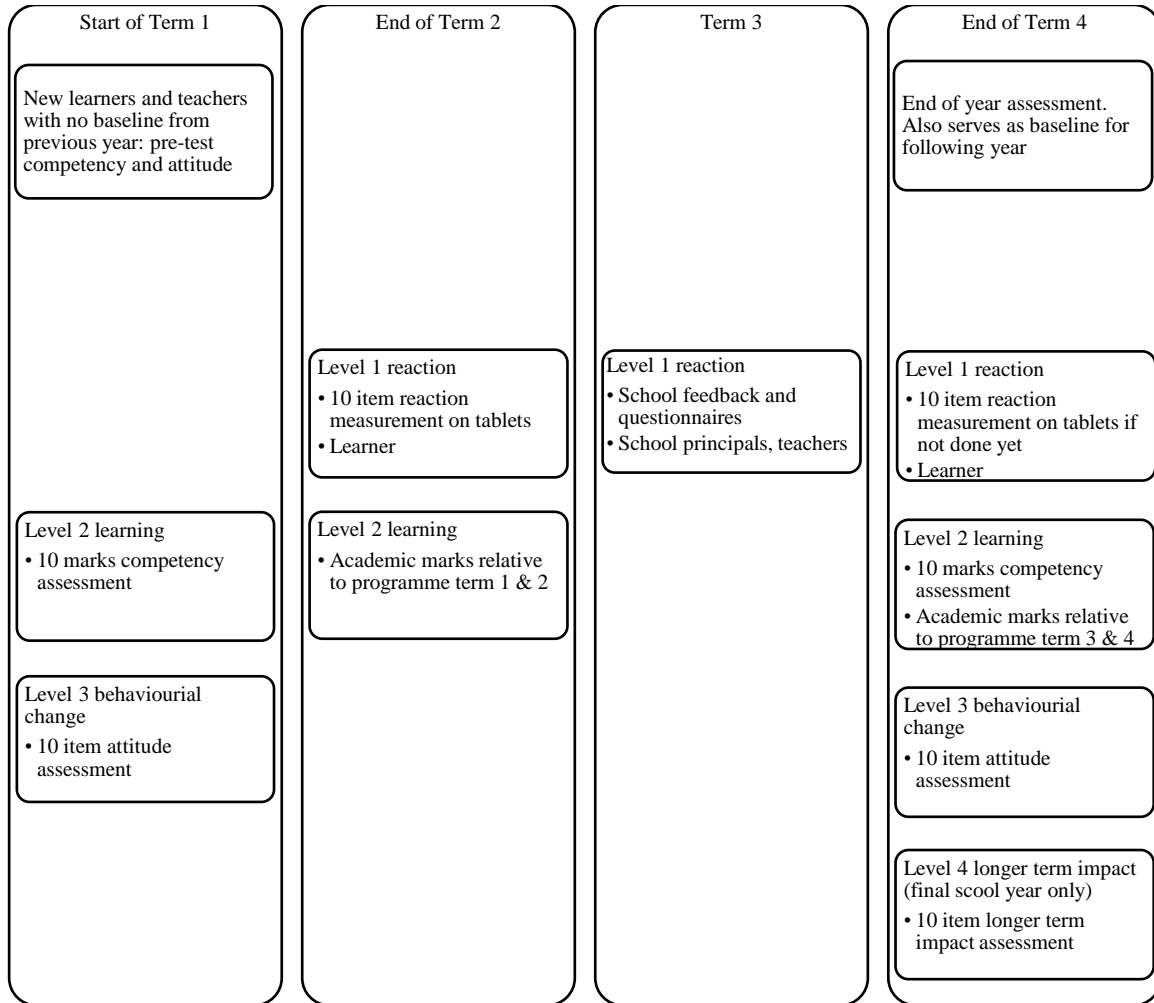 Start of Term 1
New learners and teachers
with no baseline from
previous year: pre-test
competency and attitude
Level 2 learning
• 10 marks competency
assessment
Level 3 behaviourial
change
• 10 item attitude
assessment
End of Term 2
Level 1 reaction
• 10 item reaction
measurement on tablets
• Learner
Level 2 learning
• Academic marks relative
to programme term 1 & 2
Term 3
Level 1 reaction
• School feedback and
questionnaires
• School principals, teachers
End of Term 4
End of year assessment.
Also serves as baseline for
following year
Level 1 reaction
• 10 item reaction
measurement on tablets if
not done yet
• Learner
Level 2 learning
• 10 marks competency
assessment
• Academic marks relative
to programme term 3 & 4
Level 3 behaviourial
change
• 10 item attitude
assessment
Level 4 longer term impact
(final scool year only)
• 10 item longer term
impact assessment